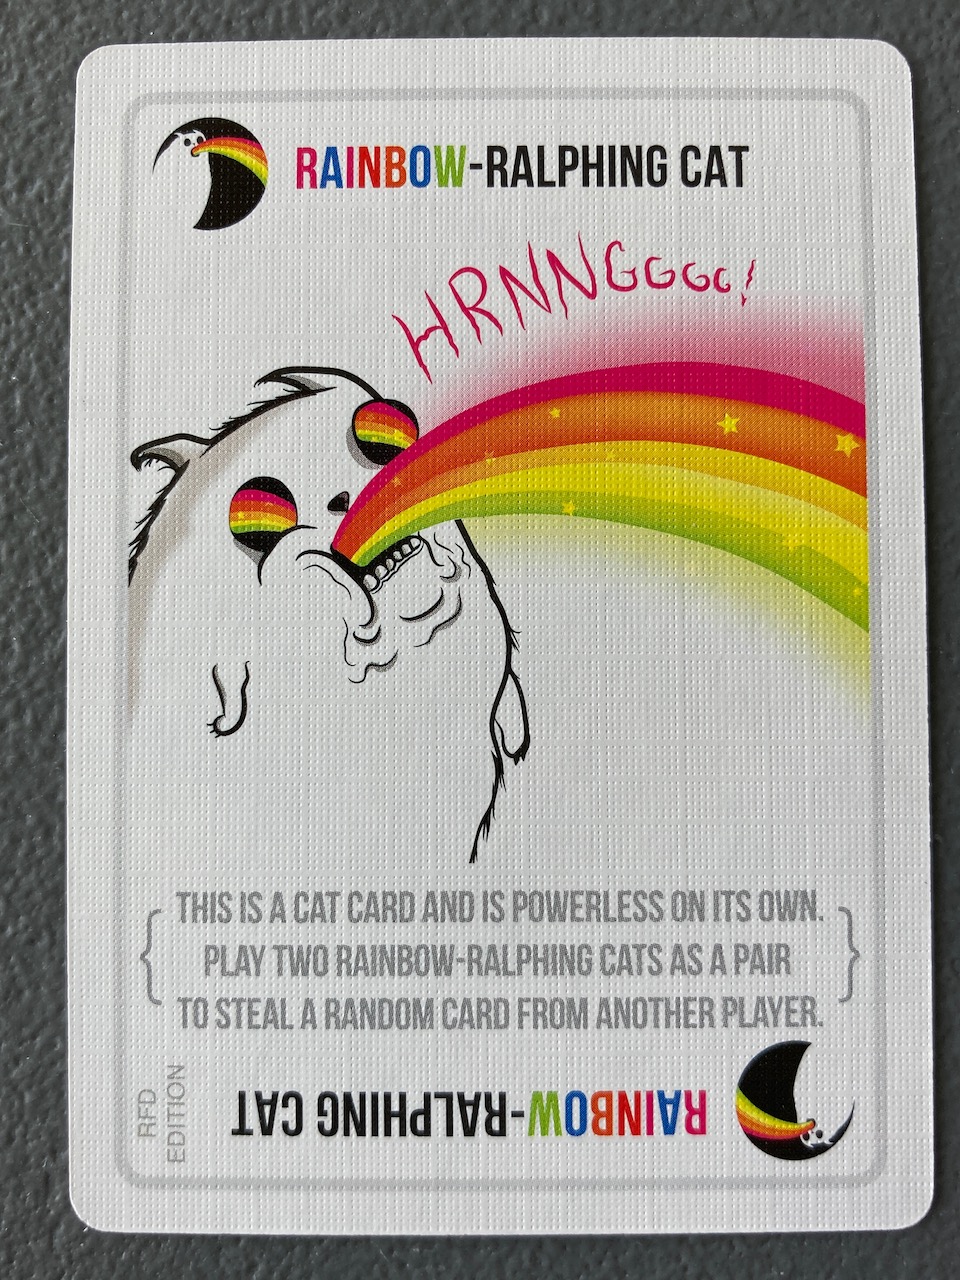 RAINBOW-RALPHING CAT
HRNNGGGGG!
THIS IS A CAT CARD AND IS POWERLESS ON ITS OWN.
PLAY TWO RAINBOW-RALPHING CATS AS A PAIR
TO STEAL A RANDOM CARD FROM ANOTHER PLAYER.
RFD
EDITION
RAINBOW-RALPHING CAT